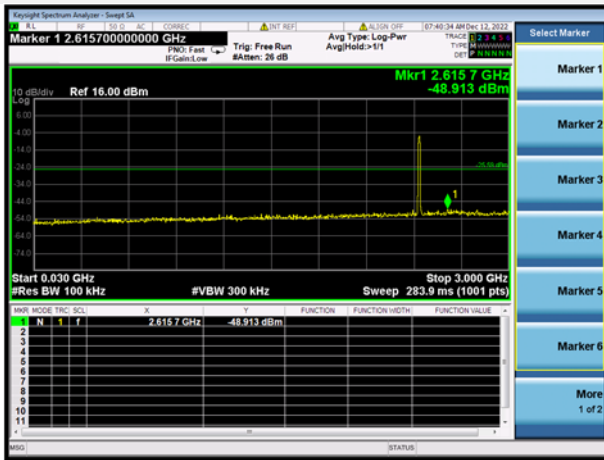 Keysight Spectrum Analyzer - Swept SA
RL RF 50 Ω AC CORREC INT REF ALIGN OFF 07:40:34 AM Dec 12, 2022
Marker 1 2.615700000000 GHz
PNO: Fast
IFGain:Low
Trig: Free Run
#Atten: 26 dB
Avg Type: Log-Pwr
Avg|Hold:>1/1
TRACE 1 2 3 4 5 6
TYPE M W W W W W
DET P N N N N N
Mkr1 2.615 7 GHz
-48.913 dBm
10 dB/div Ref 16.00 dBm
Log
6.00
-4.00
-14.0
-24.0
-34.0
-44.0
-54.0
-64.0
-74.0
1
Start 0.030 GHz Stop 3.000 GHz
#Res BW 100 kHz #VBW 300 kHz Sweep 283.9 ms (1001 pts)
MKR MODE TRC SCL X Y FUNCTION FUNCTION WIDTH FUNCTION VALUE
1 N 1 f 2.615 7 GHz -48.913 dBm
2
3
4
5
6
7
8
9
10
11
MSG STATUS
Select Marker
Marker 1
Marker 2
Marker 3
Marker 4
Marker 5
Marker 6
More
1 of 2